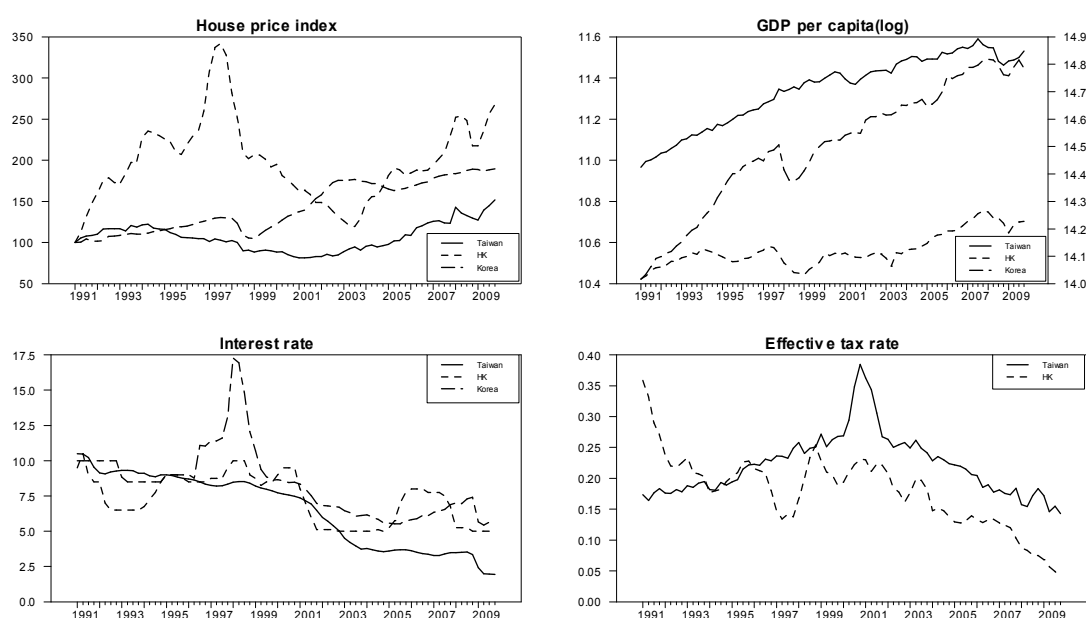 House price index
350
300
250
200
150
100
50
1991 1993 1995 1997 1999 2001 2003 2005 2007 2009
Taiwan
HK
Korea
GDP per capita(log)
11.6
11.4
11.2
11.0
10.8
10.6
10.4
14.9
14.8
14.7
14.6
14.5
14.4
14.3
14.2
14.1
14.0
1991 1993 1995 1997 1999 2001 2003 2005 2007 2009
Taiwan
HK
Korea
Interest rate
17.5
15.0
12.5
10.0
7.5
5.0
2.5
0.0
1991 1993 1995 1997 1999 2001 2003 2005 2007 2009
Taiwan
HK
Korea
Effective tax rate
0.40
0.35
0.30
0.25
0.20
0.15
0.10
0.05
0.00
1991 1993 1995 1997 1999 2001 2003 2005 2007 2009
Taiwan
HK